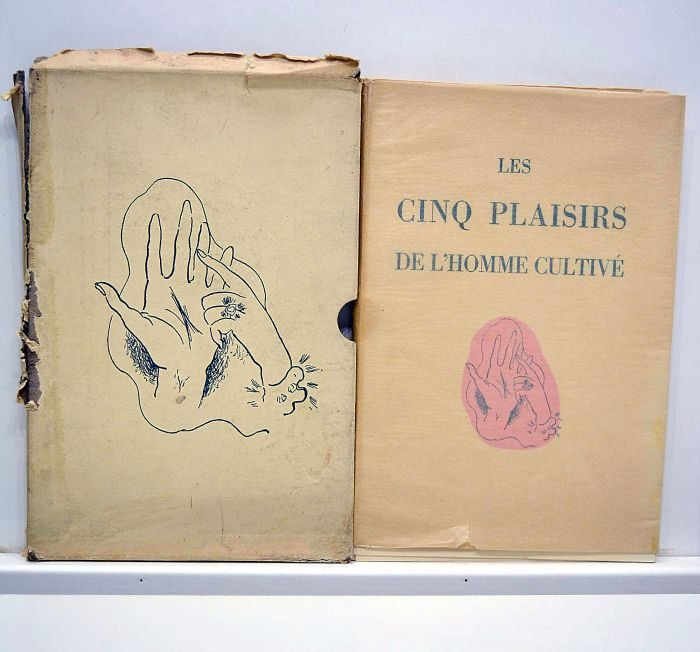 LES
CINQ PLAISIRS
DE L'HOMME CULTIVÉ